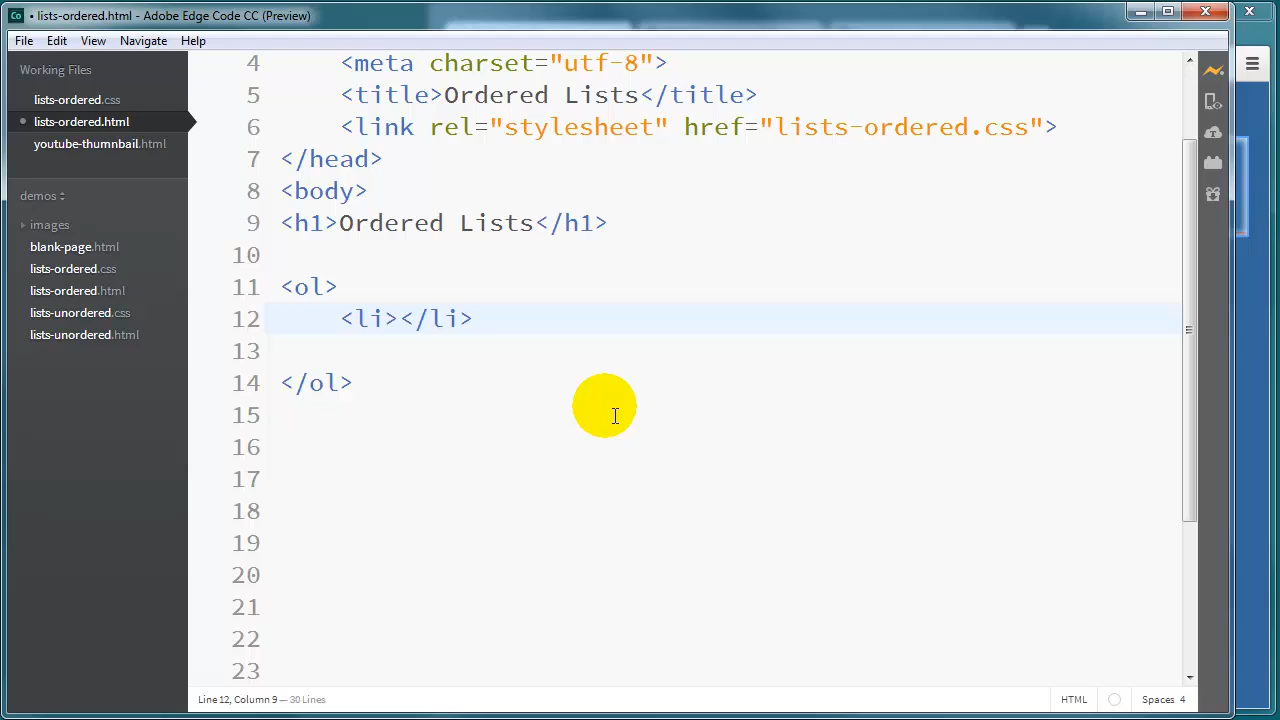 Co • lists-ordered.html - Adobe Edge Code CC (Preview)
File Edit View Navigate Help
Working Files
lists-ordered.css
lists-ordered.html
youtube-thumnbail.html
demos
images
blank-page.html
lists-ordered.css
lists-ordered.html
lists-unordered.css
lists-unordered.html
4 <meta charset="utf-8">
5 <title>Ordered Lists</title>
6 <link rel="stylesheet" href="lists-ordered.css">
7 </head>
8 <body>
9 <h1>Ordered Lists</h1>
10
11 <ol>
12 <li></li>
13
14 </ol>
15
16
17
18
19
20
21
22
23
Line 12, Column 9 — 30 Lines
HTML
Spaces 4